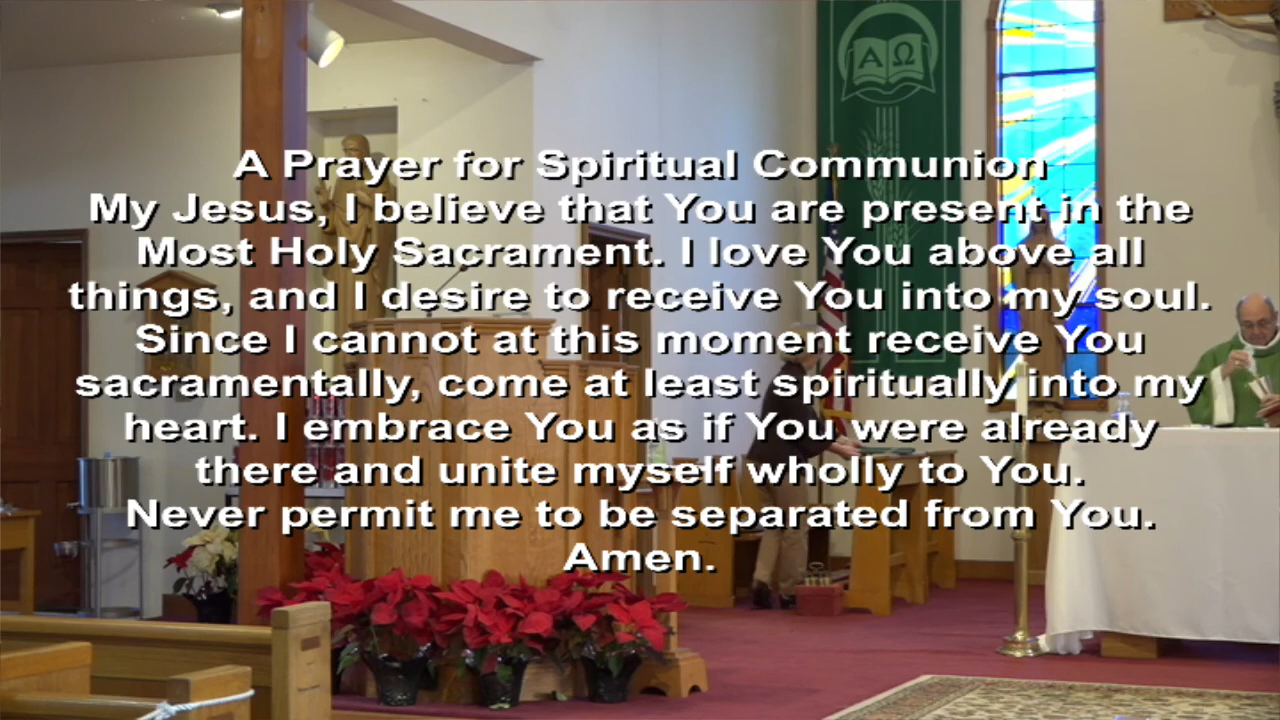 Α Ω
A Prayer for Spiritual Communion
My Jesus, I believe that You are present in the
Most Holy Sacrament. I love You above all
things, and I desire to receive You into my soul.
Since I cannot at this moment receive You
sacramentally, come at least spiritually into my
heart. I embrace You as if You were already
there and unite myself wholly to You.
Never permit me to be separated from You.
Amen.